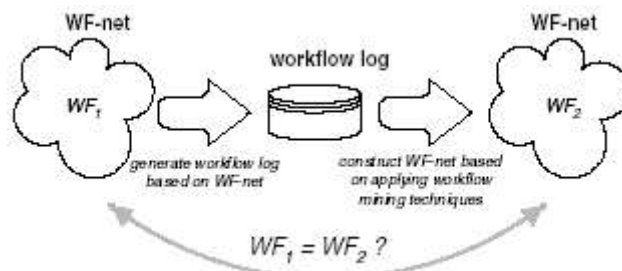 WF-net
WF-net
workflow log
WF1
WF2
generate workflow log
based on WF-net
construct WF-net based
on applying workflow
mining techniques
WF1 = WF2 ?